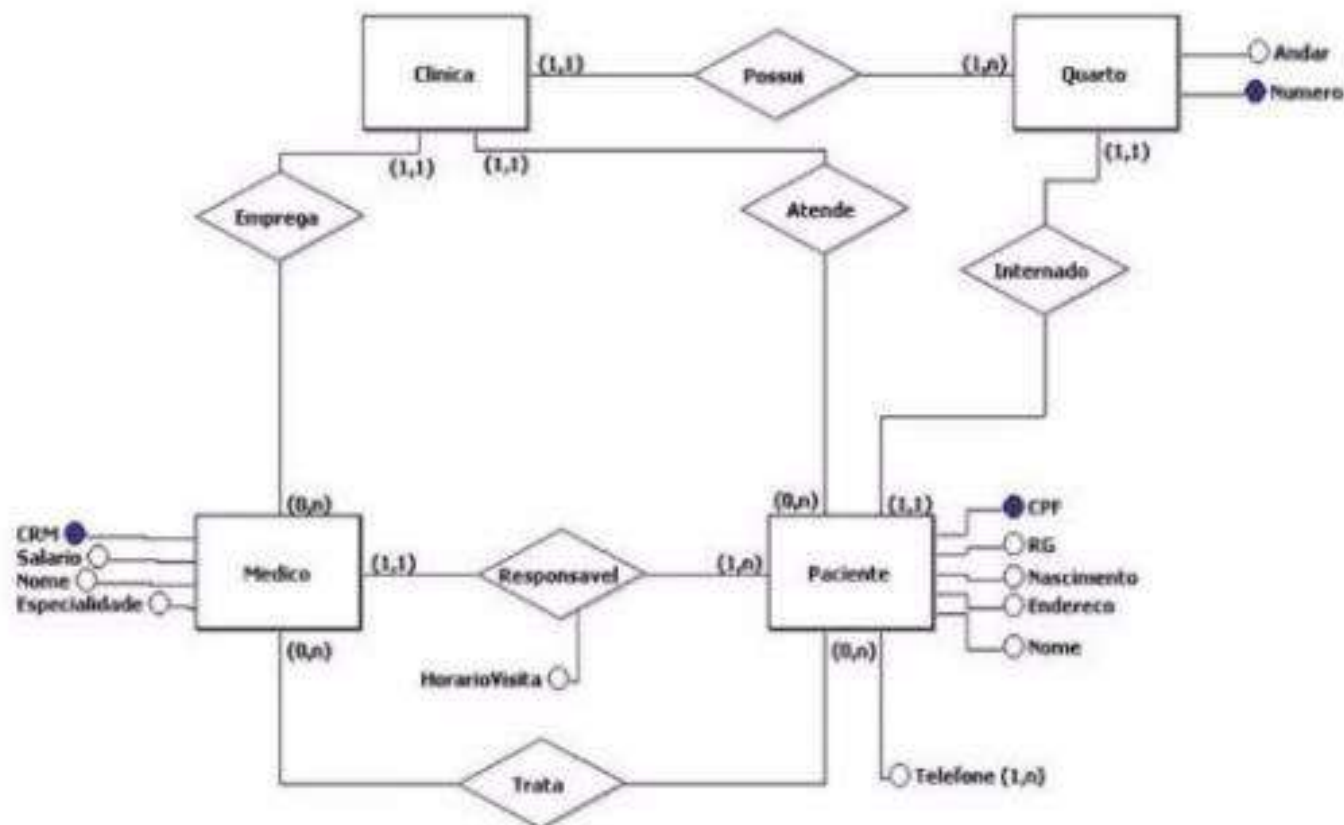 Clinica
(1,1)
Possui
(1,n)
Quarto
Andar
Numero
(1,1)
(1,1)
(1,1)
Emprega
Atende
Internado
(0,n)
(0,n)
(1,1)
CRM
Salario
Nome
Especialidade
Medico
(1,1)
Responsavel
(1,n)
Paciente
CPF
RG
Nascimento
Endereco
Nome
(0,n)
(0,n)
HorarioVisita
Trata
Telefone (1,n)